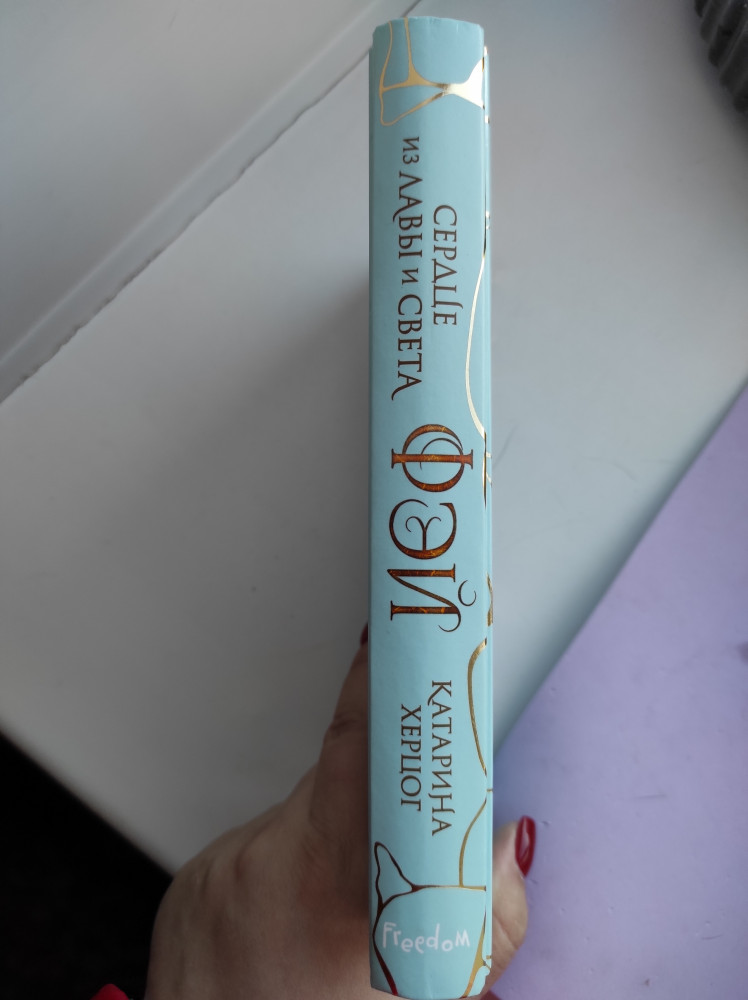 СЕРДЦЕ
ИЗ ЛАВЫ И СВЕТА
ФЭЙ
КАТАРИНА
ХЕРЦОГ
Freedom